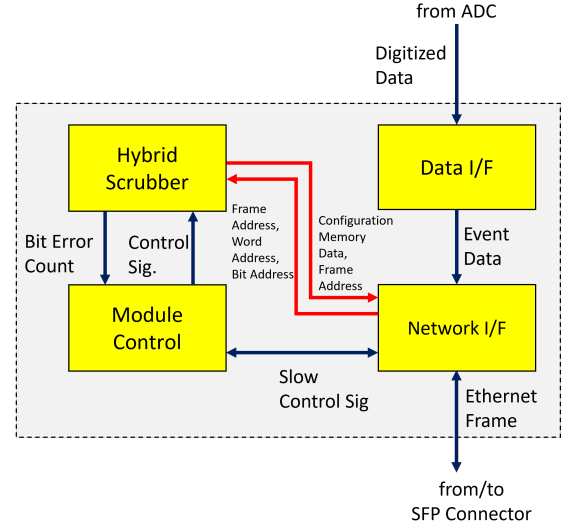 from ADC
Digitized
Data
Hybrid
Scrubber
Data I/F
Bit Error
Count
Control
Sig.
Frame
Address,
Word
Address,
Bit Address
Configuration
Memory
Data,
Frame
Address
Event
Data
Module
Control
Network I/F
Slow
Control Sig
Ethernet
Frame
from/to
SFP Connector